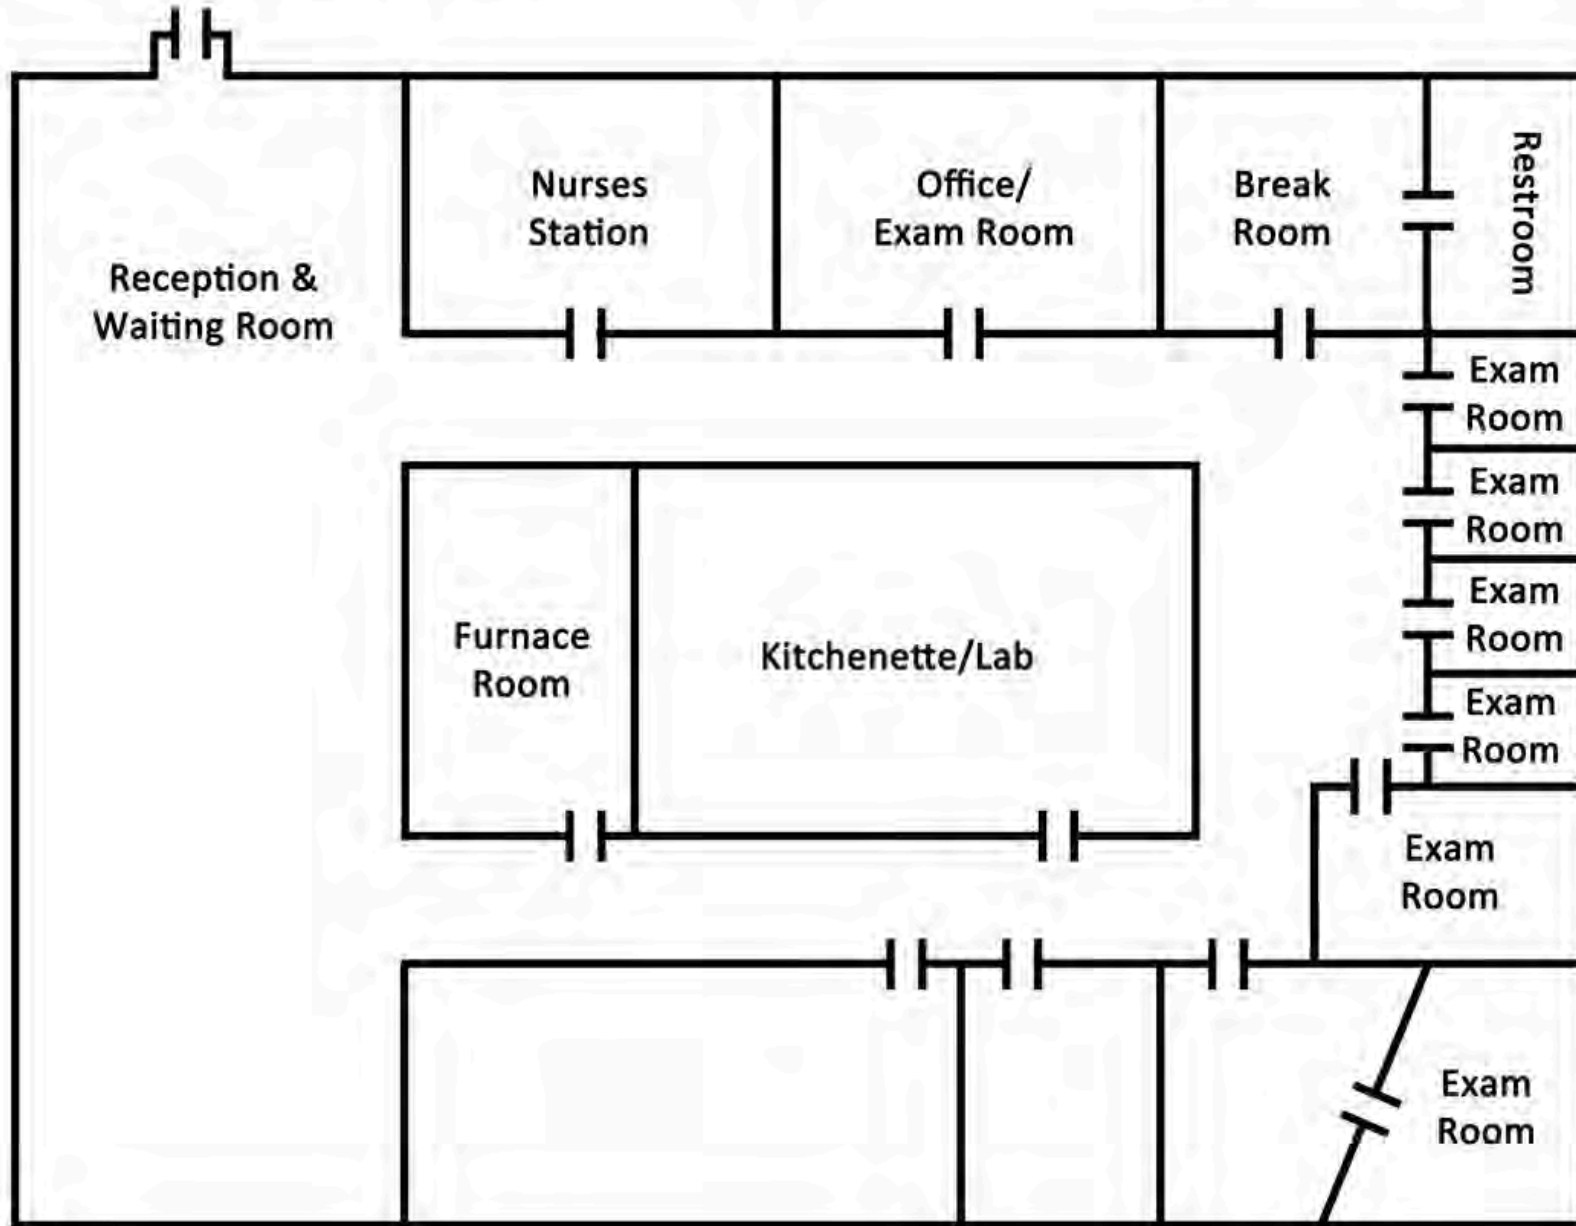 Reception &
Waiting Room
Nurses
Station
Office/
Exam Room
Break
Room
Restroom
Exam
Room
Exam
Room
Exam
Room
Exam
Room
Furnace
Room
Kitchenette/Lab
Exam
Room
Exam
Room